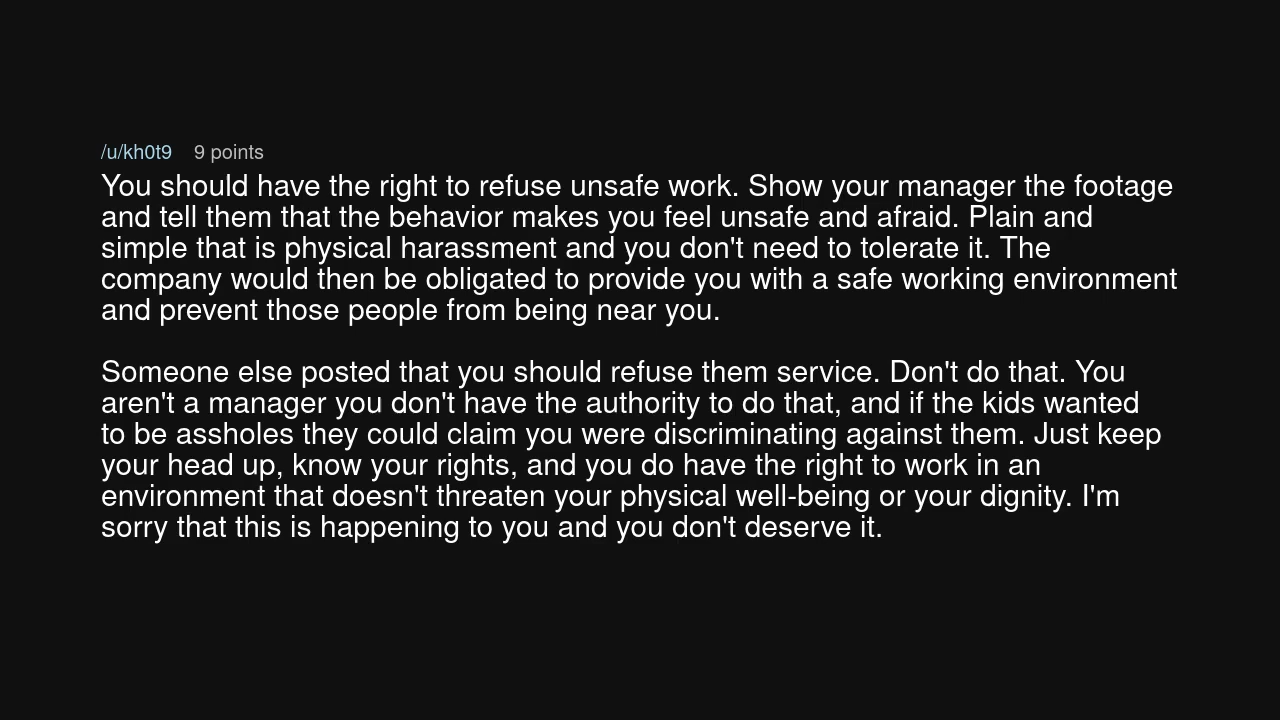 /u/kh0t9 9 points
You should have the right to refuse unsafe work. Show your manager the footage
and tell them that the behavior makes you feel unsafe and afraid. Plain and
simple that is physical harassment and you don't need to tolerate it. The
company would then be obligated to provide you with a safe working environment
and prevent those people from being near you.
Someone else posted that you should refuse them service. Don't do that. You
aren't a manager you don't have the authority to do that, and if the kids wanted
to be assholes they could claim you were discriminating against them. Just keep
your head up, know your rights, and you do have the right to work in an
environment that doesn't threaten your physical well-being or your dignity. I'm
sorry that this is happening to you and you don't deserve it.